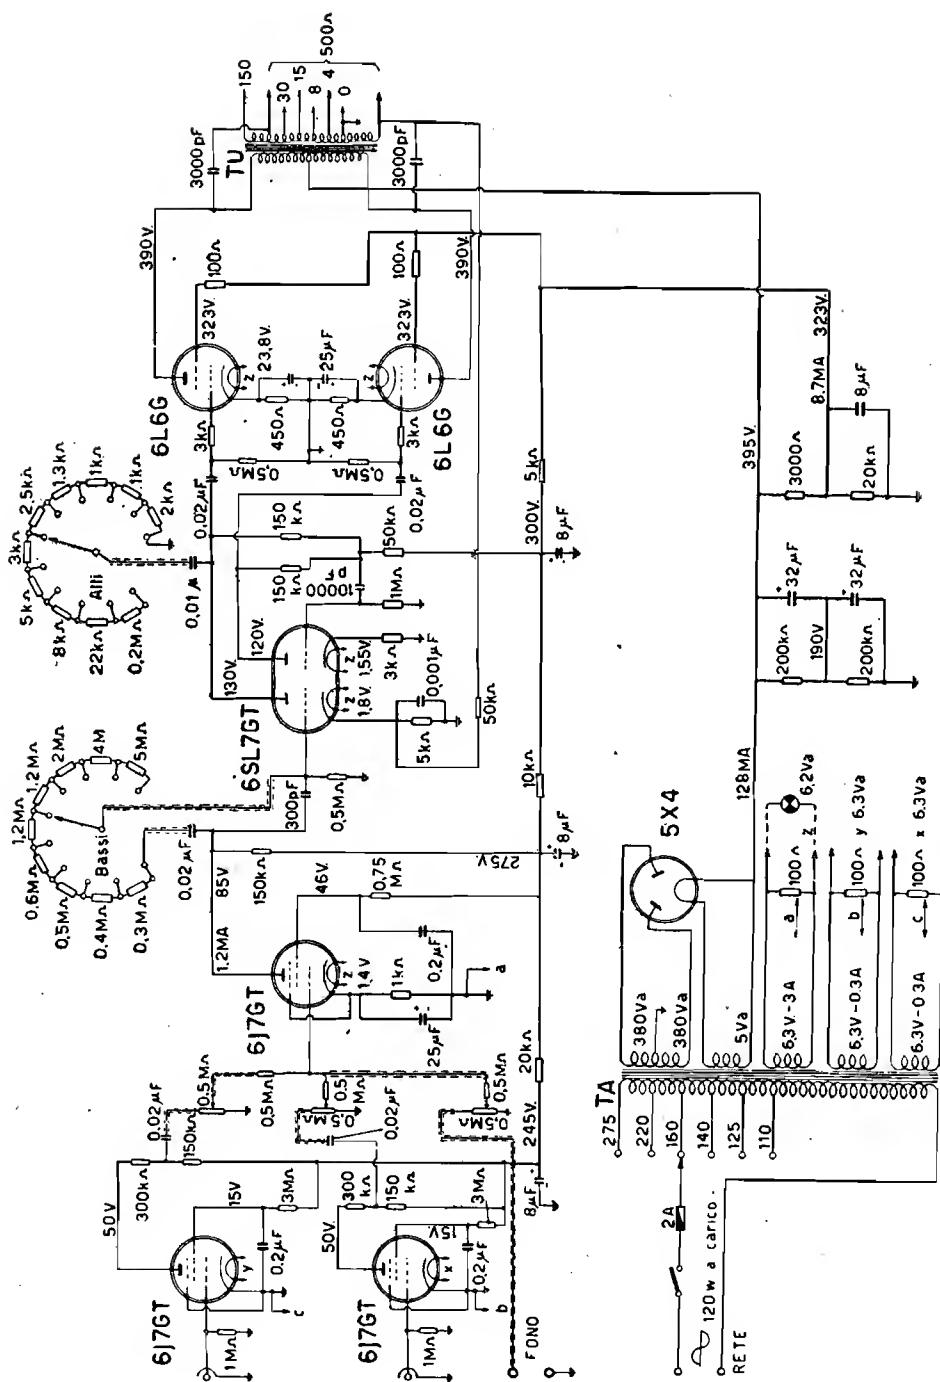 6J7GT
1MΩ
50V
300kΩ
150kΩ
0.02µF
15V
3MΩ
0.2µF
y
c
6J7GT
1MΩ
50V.
300
kΩ
150
kΩ
15V.
3MΩ
0.2µF
x
b
FONO
0.5MΩ
0.5MΩ
0.5
MΩ
0.5MΩ
0.02µF
0.5MΩ
245V.
8µF
20kΩ
6J7GT
1.2MA
85V
150kΩ
46V.
0.75
MΩ
1.4V
z
1kΩ
25µF
0.2µF
a
275V.
8µF
10kΩ
Bassi
0.3MΩ
0.4MΩ
0.5MΩ
0.6MΩ
1.2MΩ
1.2MΩ
2MΩ
4M
5MΩ
0.02µF
300pF
0.5MΩ
6SL7GT
130V.
120V.
1.8V.
1.55V.
z
z
5kΩ
0.001µF
3kΩ
50kΩ
1MΩ
10000
PF
150
kΩ
150
kΩ
50kΩ
300V.
8µF
5kΩ
Alti
0.2MΩ
22kΩ
8kΩ
5kΩ
3kΩ
2.5kΩ
1.3kΩ
1kΩ
1kΩ
2kΩ
0.01µ
0.02µF
0.02µF
0.5MΩ
0.5MΩ
3kΩ
3kΩ
6L6G
6L6G
450Ω
450Ω
23.8V.
25µF
z
z
323V.
323V.
100Ω
100Ω
390V.
390V.
3000pF
3000pF
TU
150
30
15
8
4
0
500Ω
RETE
120w a carico.
2A
TA
275
220
160
140
125
110
380Va
380Va
5Va
6.3V-3A
6.3V-0.3A
6.3V-0.3A
5X4
100Ω
a
z
6.2Va
100Ω
b
y 6.3Va
100Ω
c
x 6.3Va
128MA
200kΩ
190V.
200kΩ
32µF
32µF
395V.
3000Ω
20kΩ
8.7MA
8µF
323V.